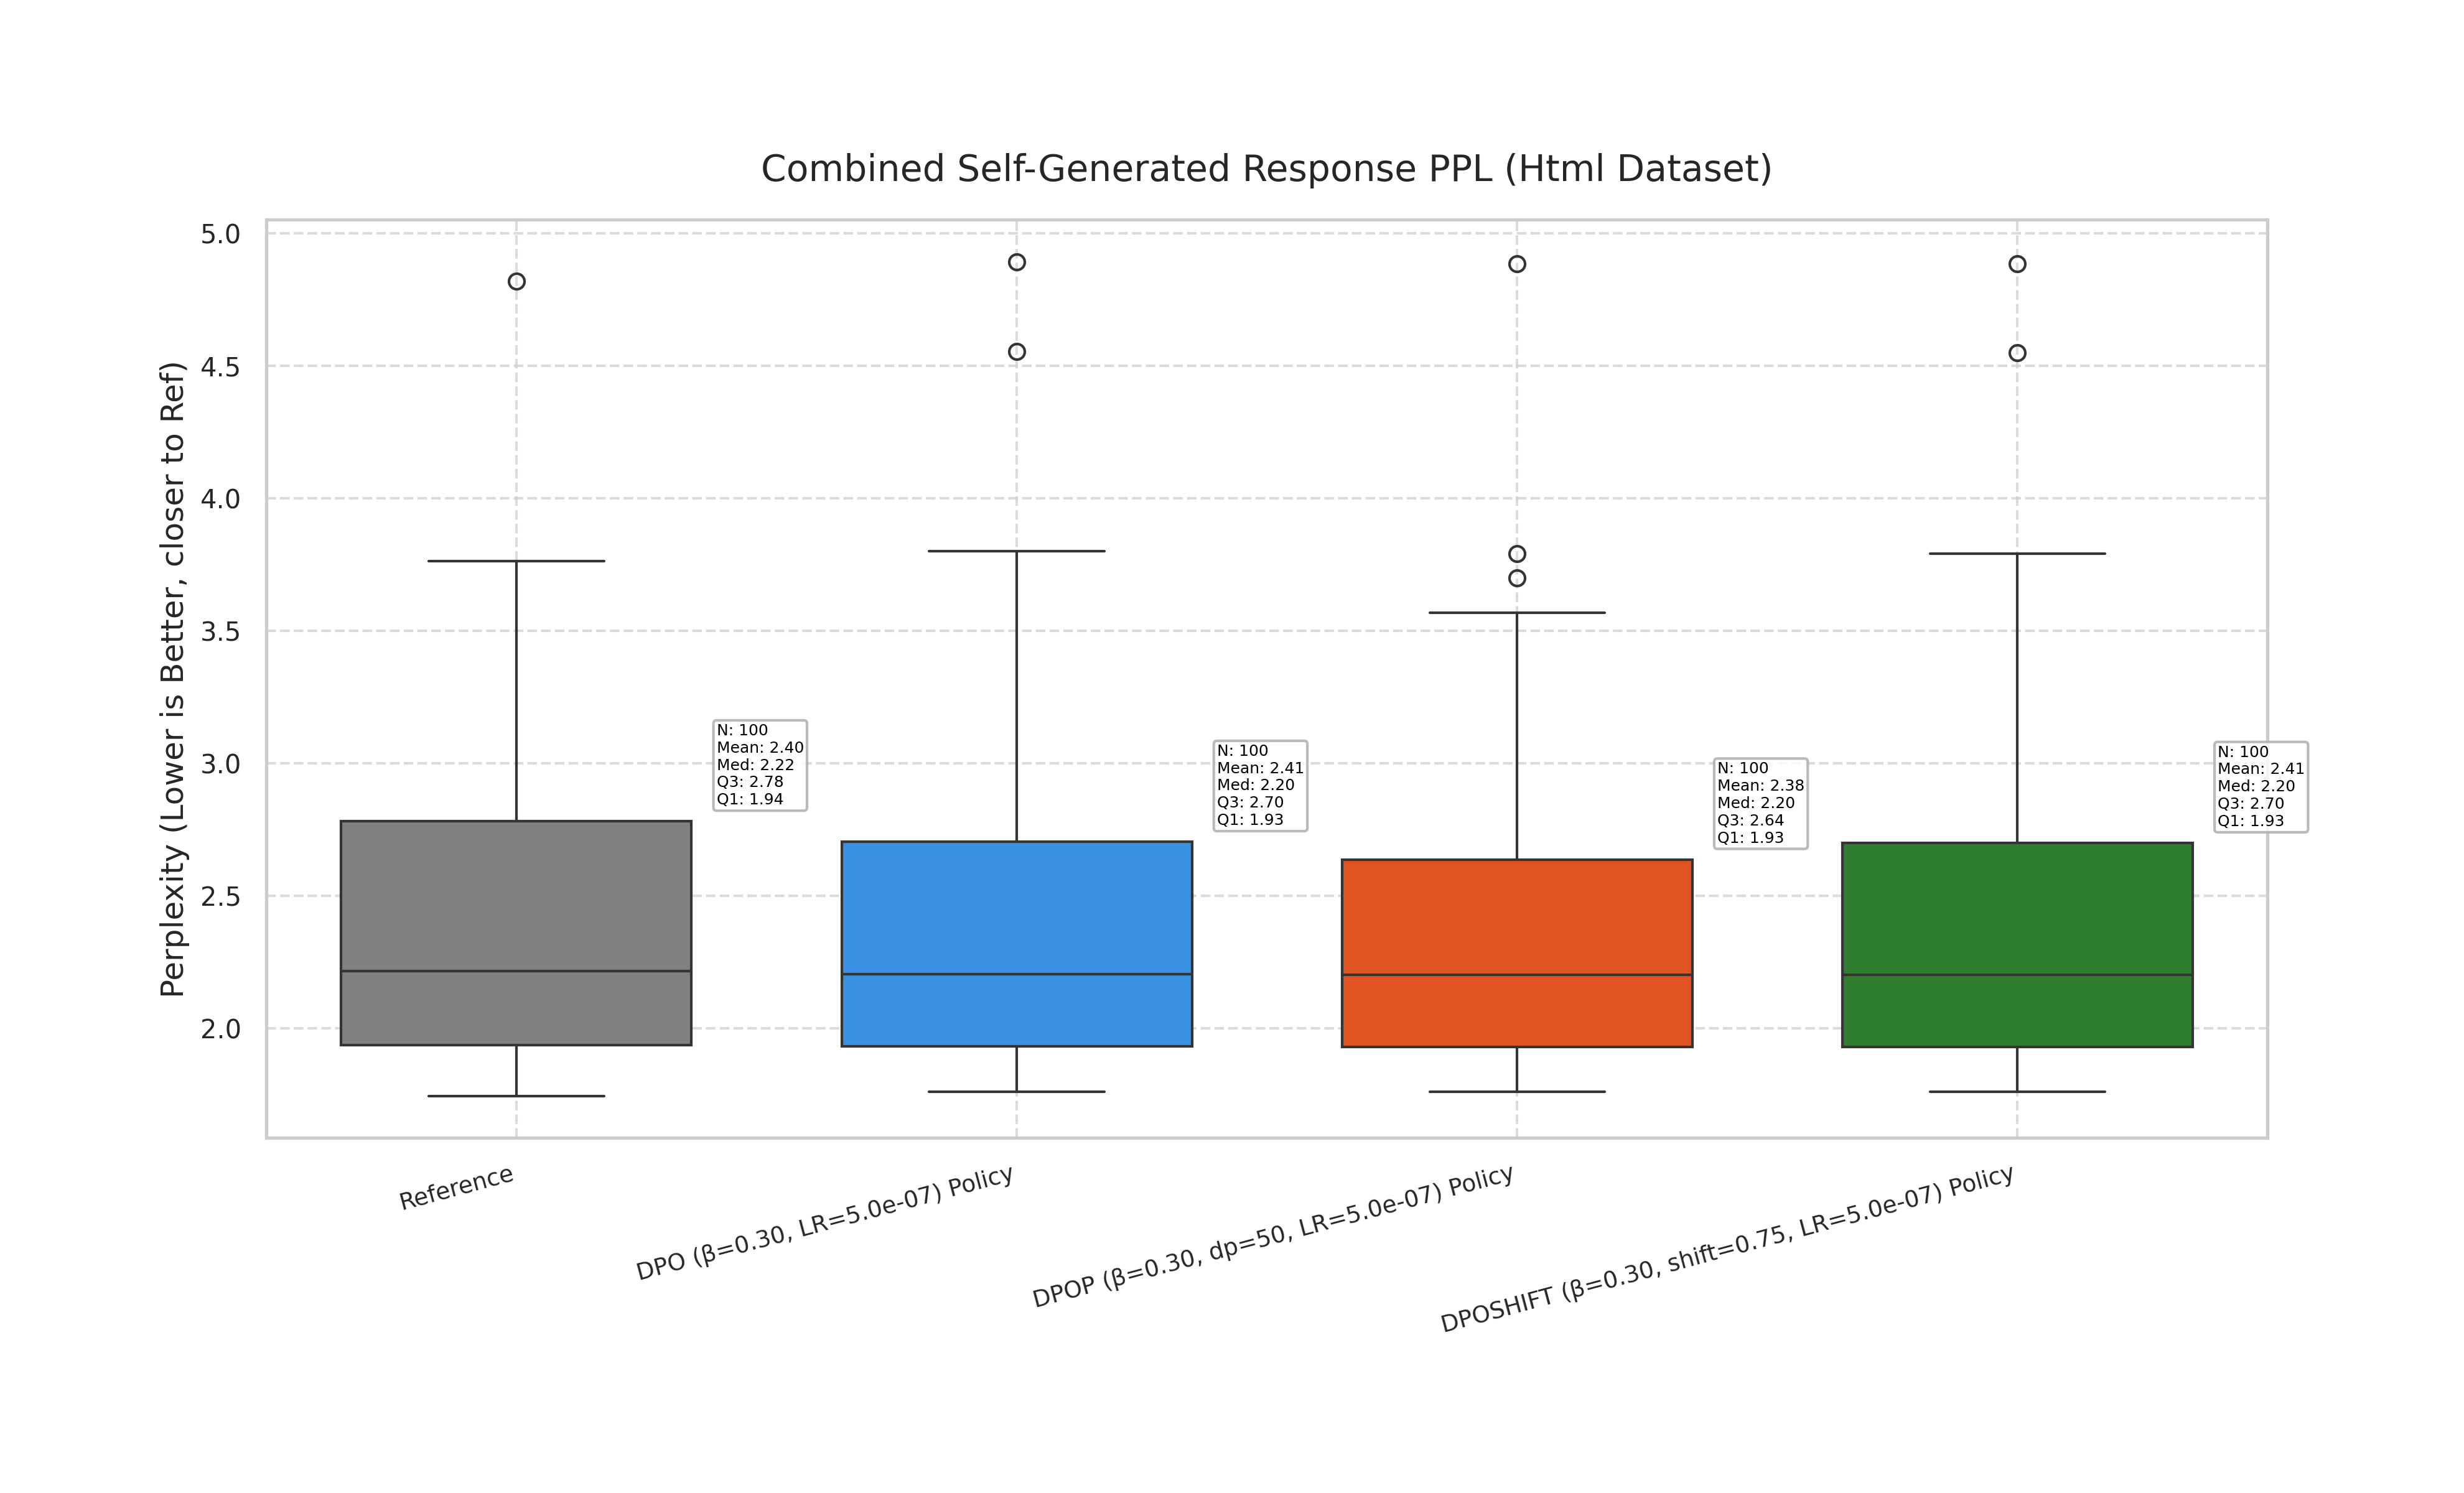 Combined Self-Generated Response PPL (Html Dataset)
Perplexity (Lower is Better, closer to Ref)
5.0
4.5
4.0
3.5
3.0
2.5
2.0
N: 100
Mean: 2.40
Med: 2.22
Q3: 2.78
Q1: 1.94
N: 100
Mean: 2.41
Med: 2.20
Q3: 2.70
Q1: 1.93
N: 100
Mean: 2.38
Med: 2.20
Q3: 2.64
Q1: 1.93
N: 100
Mean: 2.41
Med: 2.20
Q3: 2.70
Q1: 1.93
Reference
DPO (β=0.30, LR=5.0e-07) Policy
DPOP (β=0.30, dp=50, LR=5.0e-07) Policy
DPOSHIFT (β=0.30, shift=0.75, LR=5.0e-07) Policy